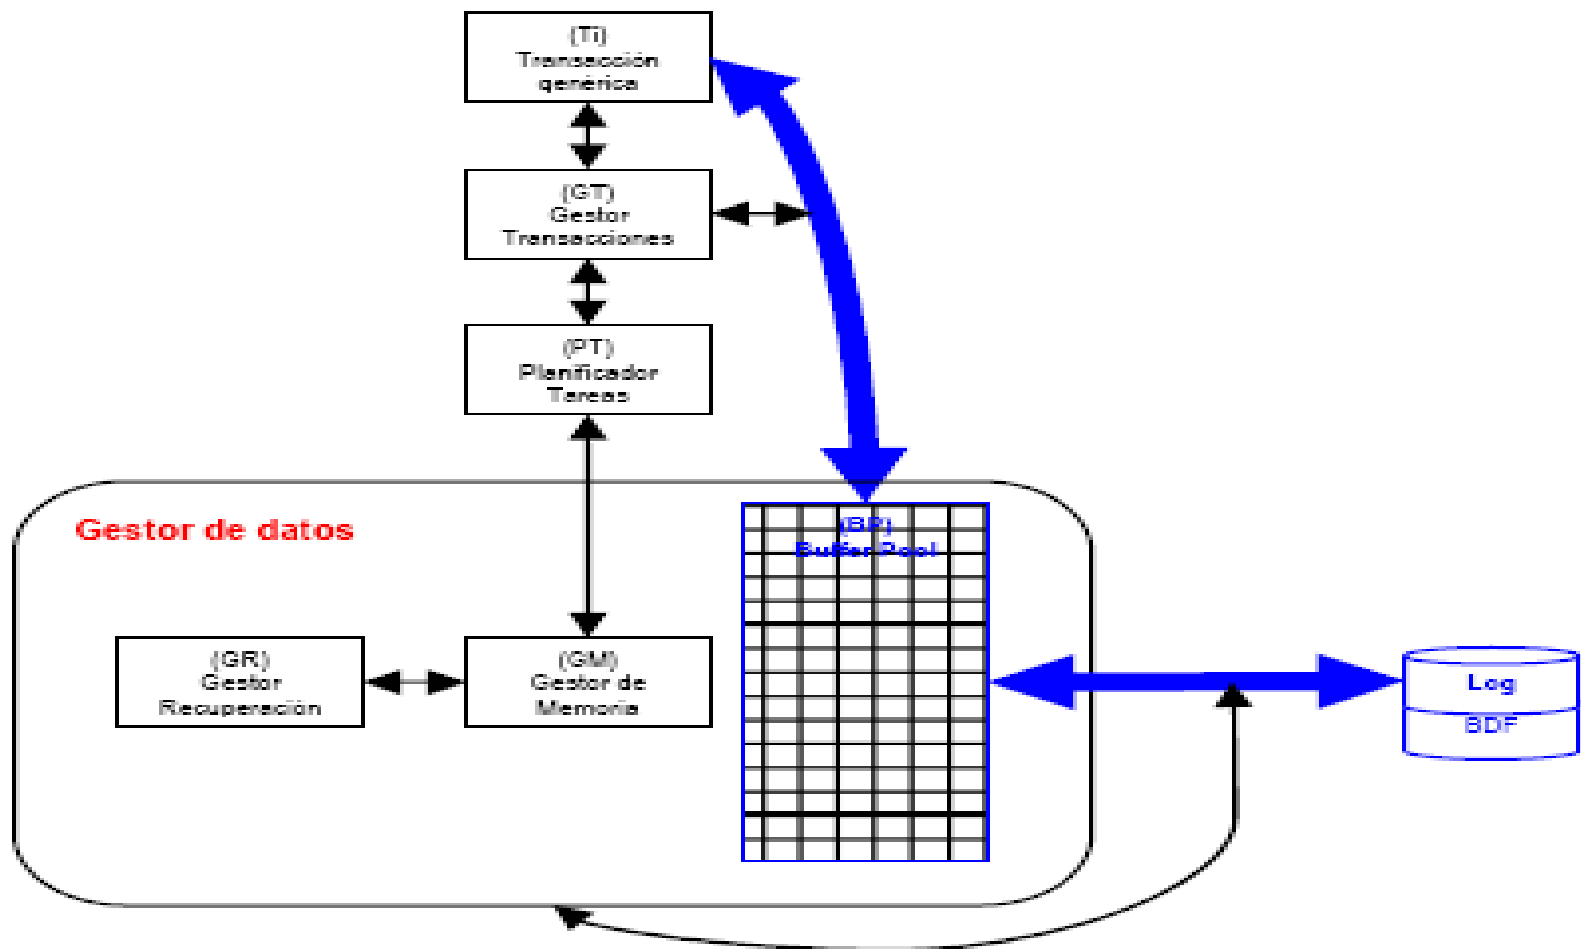 (Ti)
Transacción
genérica
(GT)
Gestor
Transacciones
(PT)
Planificador
Tareas
Gestor de datos
(BP)
Buffer Pool
(GR)
Gestor
Recuperación
(GM)
Gestor de
Memoria
Log
BDF